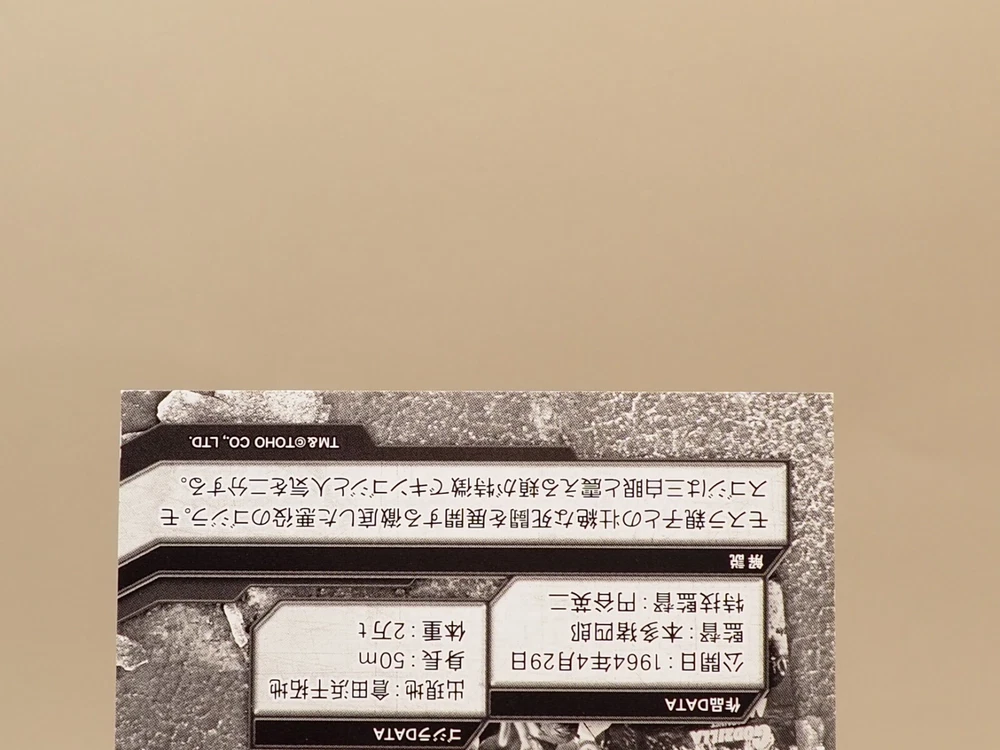 GODZILLA
作品DATA
公開日:1964年4月29日
監督:本多猪四郎
特技監督:円谷英二
ゴジラDATA
出現地:倉田浜干拓地
身長:50m
体重:2万t
解説
モスラ親子との壮絶な死闘を展開する徹底した悪役のゴジラ。モ
スゴジは三白眼と震える頬が特徴でキンゴジと人気を二分する。
TM&©TOHO CO., LTD.